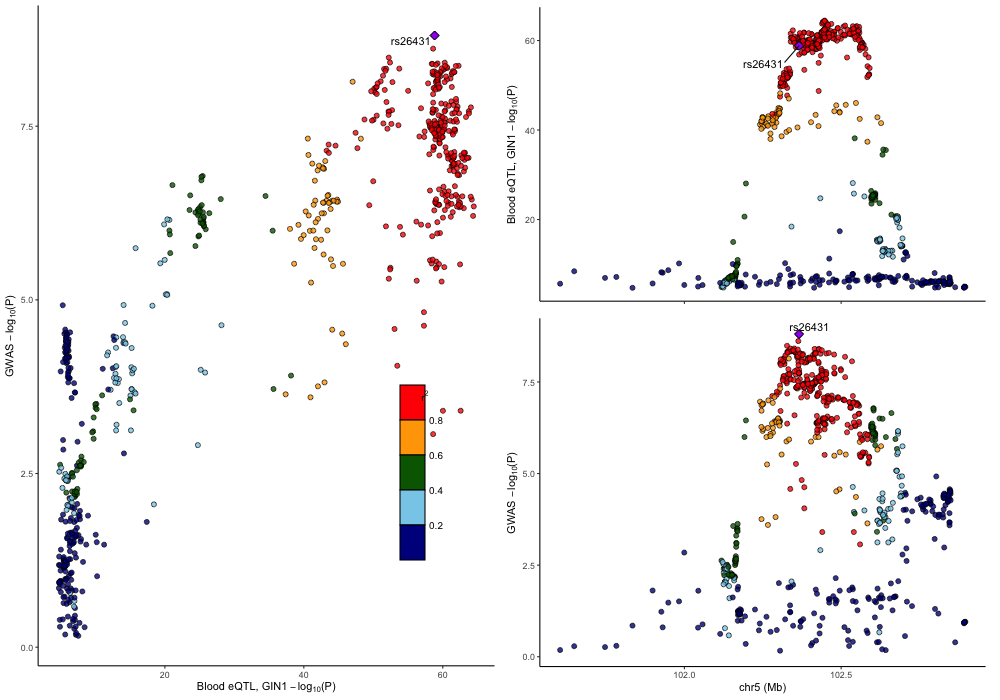 rs26431
7.5
5.0
2.5
0.0
GWAS − log10(P)
20
40
60
Blood eQTL, GIN1 − log10(P)
r2
0.8
0.6
0.4
0.2
rs26431
60
40
20
Blood eQTL, GIN1 − log10(P)
rs26431
7.5
5.0
2.5
0.0
GWAS − log10(P)
102.0
102.5
chr5 (Mb)